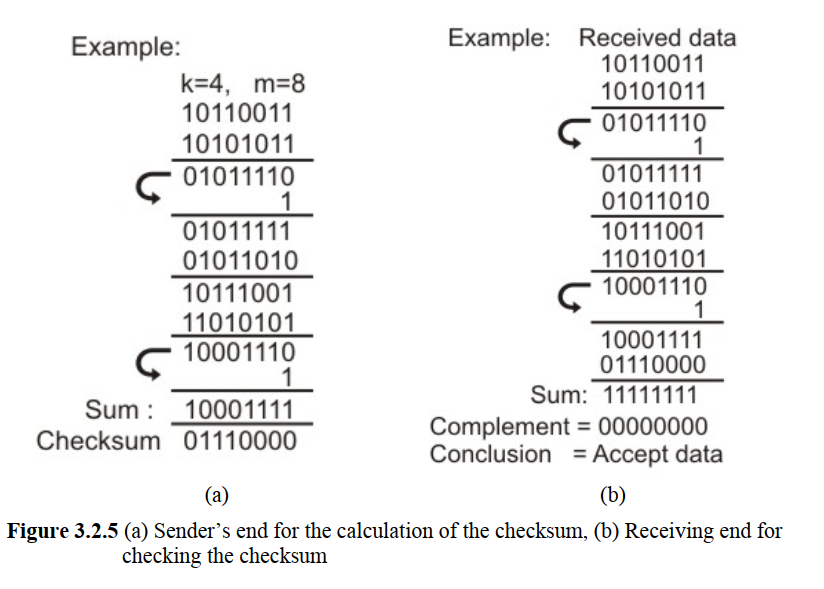 Example:
k=4, m=8
10110011
10101011
01011110
1
01011111
01011010
10111001
11010101
10001110
1
Sum : 10001111
Checksum 01110000
(a)
Example: Received data
10110011
10101011
01011110
1
01011111
01011010
10111001
11010101
10001110
1
10001111
01110000
Sum: 11111111
Complement = 00000000
Conclusion = Accept data
(b)
Figure 3.2.5 (a) Sender's end for the calculation of the checksum, (b) Receiving end for
checking the checksum